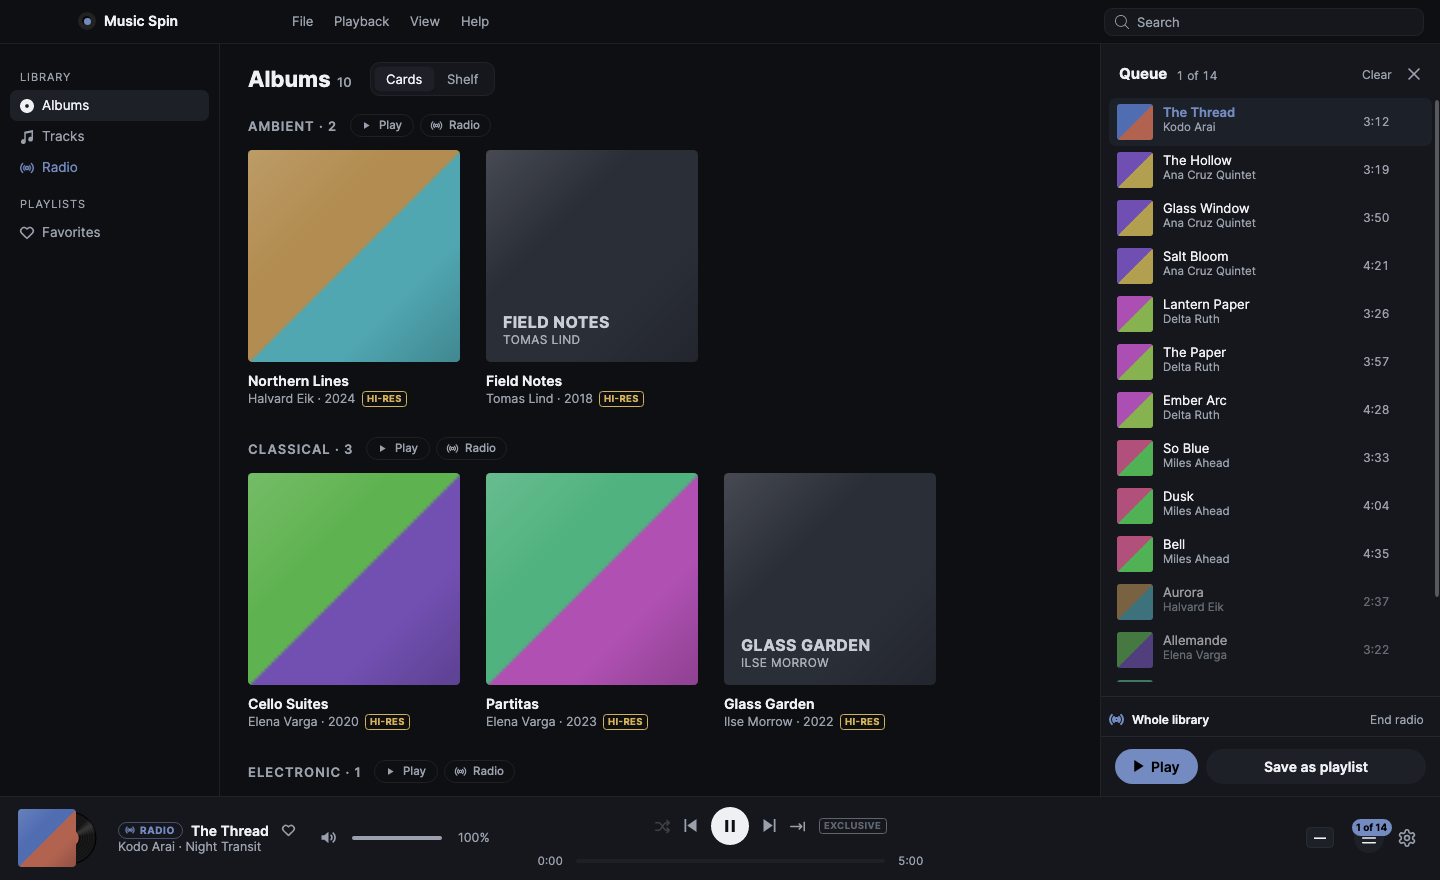 Music Spin
File Playback View Help
Search
LIBRARY
Albums
Tracks
Radio
PLAYLISTS
Favorites
Albums 10
Cards Shelf
AMBIENT · 2 Play Radio
FIELD NOTES
TOMAS LIND
Northern Lines
Halvard Eik · 2024 HI-RES
Field Notes
Tomas Lind · 2018 HI-RES
CLASSICAL · 3 Play Radio
GLASS GARDEN
ILSE MORROW
Cello Suites
Elena Varga · 2020 HI-RES
Partitas
Elena Varga · 2023 HI-RES
Glass Garden
Ilse Morrow · 2022 HI-RES
ELECTRONIC · 1 Play Radio
Queue 1 of 14 Clear
The Thread
Kodo Arai
3:12
The Hollow
Ana Cruz Quintet
3:19
Glass Window
Ana Cruz Quintet
3:50
Salt Bloom
Ana Cruz Quintet
4:21
Lantern Paper
Delta Ruth
3:26
The Paper
Delta Ruth
3:57
Ember Arc
Delta Ruth
4:28
So Blue
Miles Ahead
3:33
Dusk
Miles Ahead
4:04
Bell
Miles Ahead
4:35
Aurora
Halvard Eik
2:37
Allemande
Elena Varga
3:22
Whole library End radio
Play Save as playlist
RADIO The Thread
Kodo Arai · Night Transit
100%
EXCLUSIVE
0:00 5:00
1 of 14